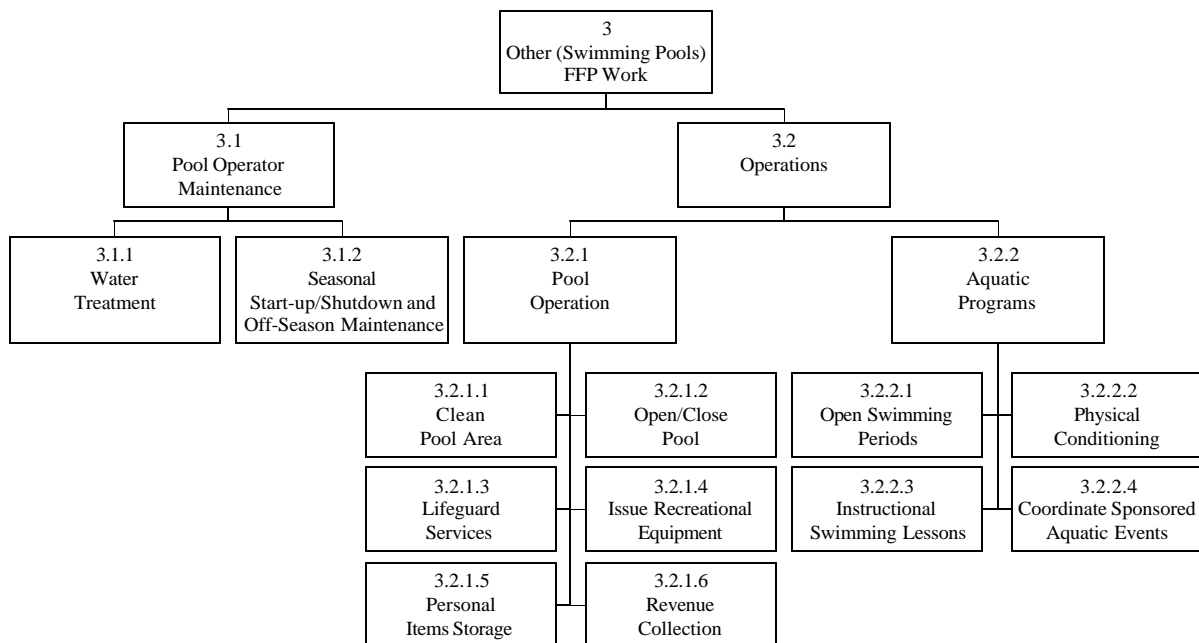 3
Other (Swimming Pools)
FFP Work
3.1
Pool Operator
Maintenance
3.2
Operations
3.1.1
Water
Treatment
3.1.2
Seasonal
Start-up/Shutdown and
Off-Season Maintenance
3.2.1
Pool
Operation
3.2.2
Aquatic
Programs
3.2.1.1
Clean
Pool Area
3.2.1.2
Open/Close
Pool
3.2.2.1
Open Swimming
Periods
3.2.2.2
Physical
Conditioning
3.2.1.3
Lifeguard
Services
3.2.1.4
Issue Recreational
Equipment
3.2.2.3
Instructional
Swimming Lessons
3.2.2.4
Coordinate Sponsored
Aquatic Events
3.2.1.5
Personal
Items Storage
3.2.1.6
Revenue
Collection